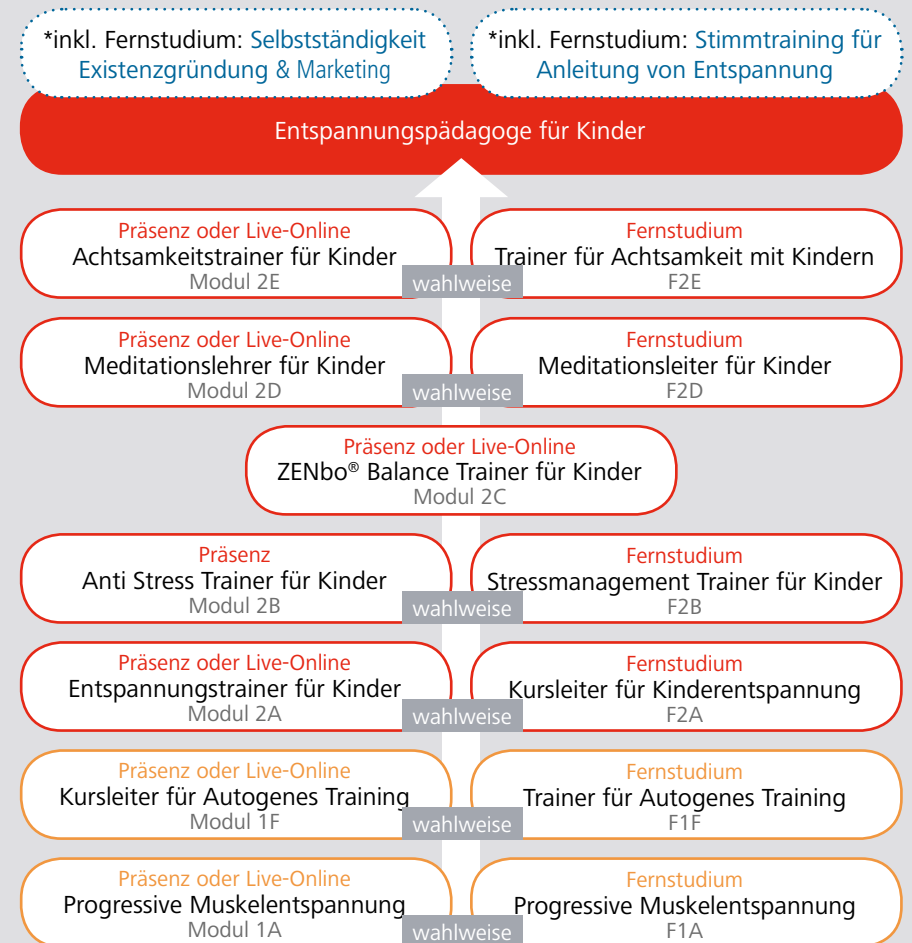 *inkl. Fernstudium: Selbstständigkeit
Existenzgründung & Marketing
*inkl. Fernstudium: Stimmtraining für
Anleitung von Entspannung
Entspannungspädagoge für Kinder
Präsenz oder Live-Online
Achtsamkeitstrainer für Kinder
Modul 2E
wahlweise
Fernstudium
Trainer für Achtsamkeit mit Kindern
F2E
Präsenz oder Live-Online
Meditationslehrer für Kinder
Modul 2D
wahlweise
Fernstudium
Meditationsleiter für Kinder
F2D
Präsenz oder Live-Online
ZENbo® Balance Trainer für Kinder
Modul 2C
Präsenz
Anti Stress Trainer für Kinder
Modul 2B
wahlweise
Fernstudium
Stressmanagement Trainer für Kinder
F2B
Präsenz oder Live-Online
Entspannungstrainer für Kinder
Modul 2A
wahlweise
Fernstudium
Kursleiter für Kinderentspannung
F2A
Präsenz oder Live-Online
Kursleiter für Autogenes Training
Modul 1F
wahlweise
Fernstudium
Trainer für Autogenes Training
F1F
Präsenz oder Live-Online
Progressive Muskelentspannung
Modul 1A
wahlweise
Fernstudium
Progressive Muskelentspannung
F1A